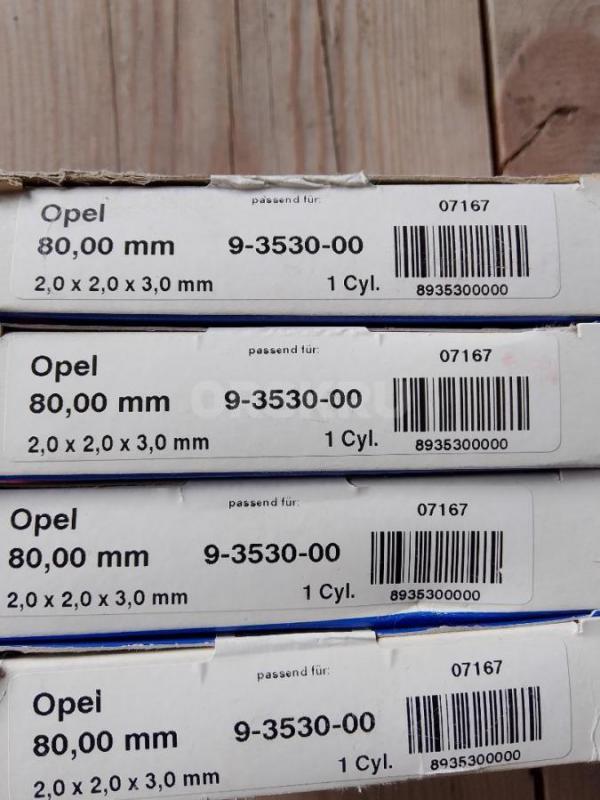 passend für:
07167
Opel
80,00 mm
9-3530-00
2,0 x 2,0 x 3,0 mm
1 Cyl.
8935300000
passend für:
07167
Opel
80,00 mm
9-3530-00
2,0 x 2,0 x 3,0 mm
1 Cyl.
8935300000
passend für:
07167
Opel
80,00 mm
9-3530-00
2,0 x 2,0 x 3,0 mm
1 Cyl.
8935300000
passend für:
07167
Opel
80,00 mm
9-3530-00
2,0 x 2,0 x 3,0 mm
1 Cyl.
8935300000